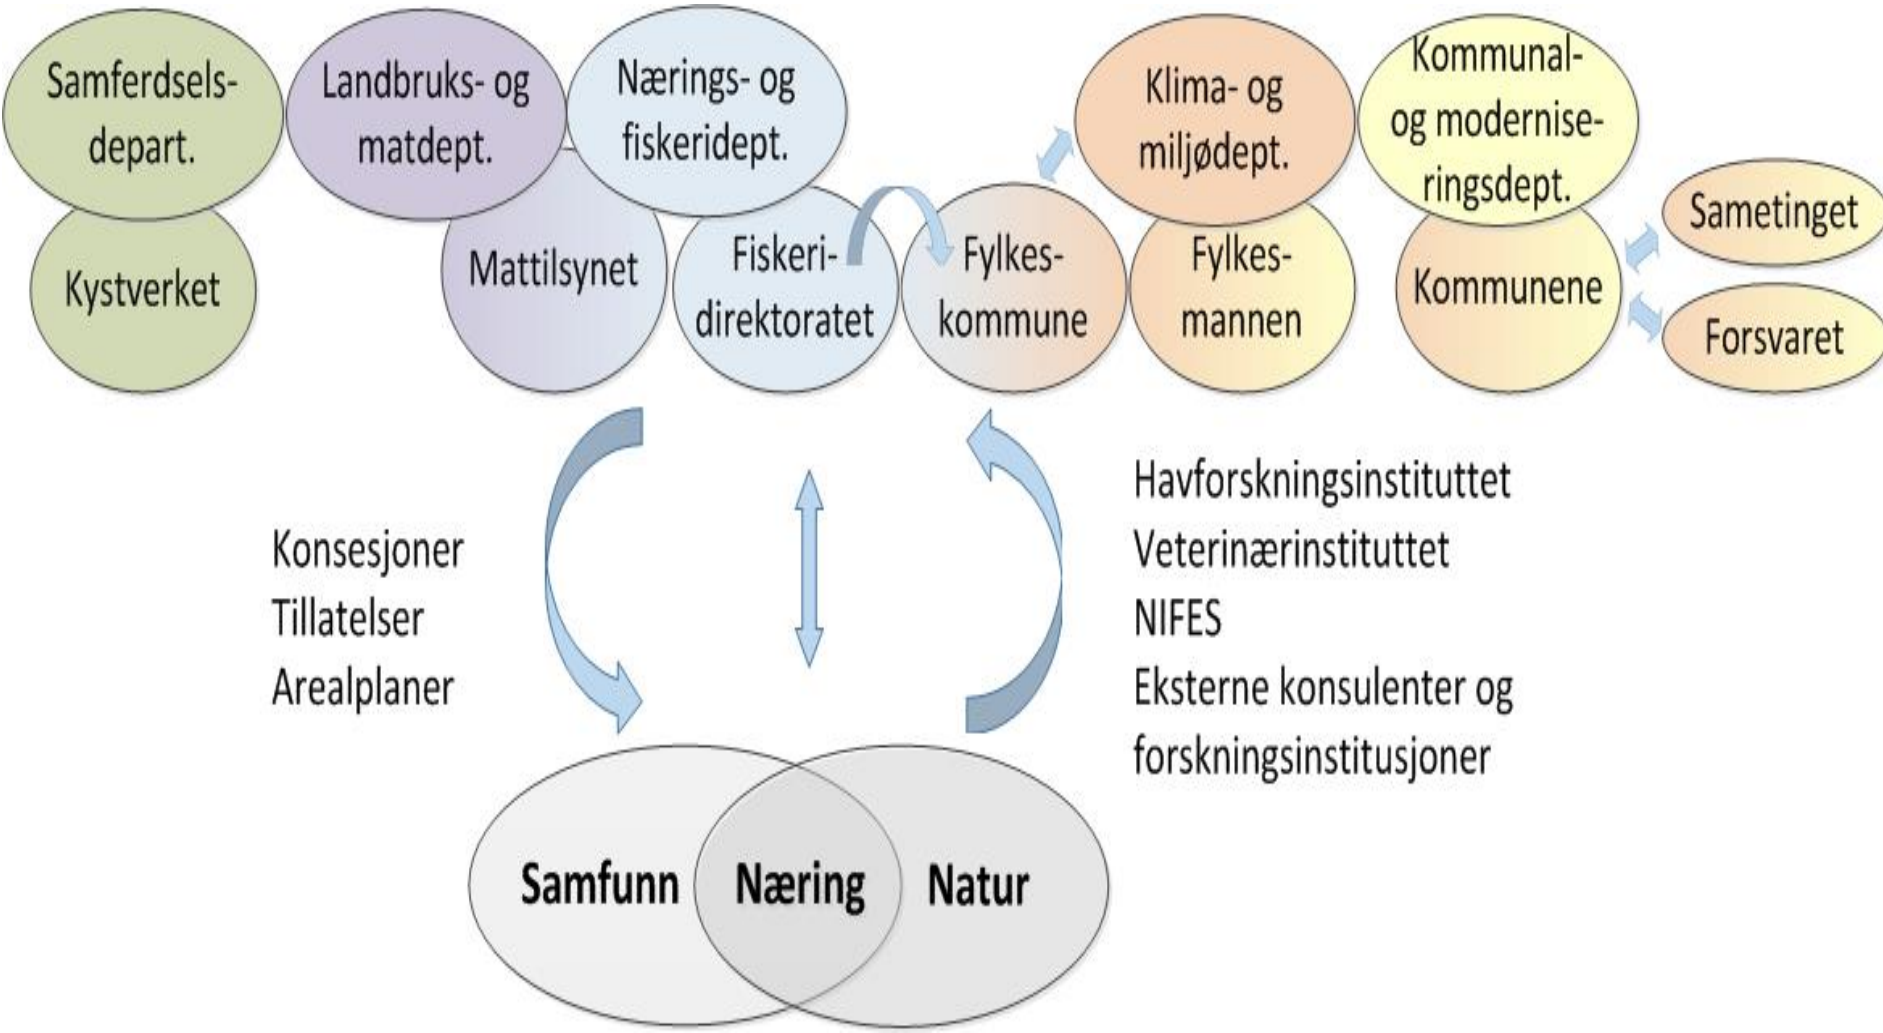 Samferdsels-
depart.
Landbruks- og
matdept.
Nærings- og
fiskeridept.
Klima- og
miljødept.
Kommunal-
og modernise-
ringsdept.
Kystverket
Mattilsynet
Fiskeri-
direktoratet
Fylkes-
kommune
Fylkes-
mannen
Kommunene
Sametinget
Forsvaret
Konsesjoner
Tillatelser
Arealplaner
Havforskningsinstituttet
Veterinærinstituttet
NIFES
Eksterne konsulenter og
forskningsinstitusjoner
Samfunn
Næring
Natur